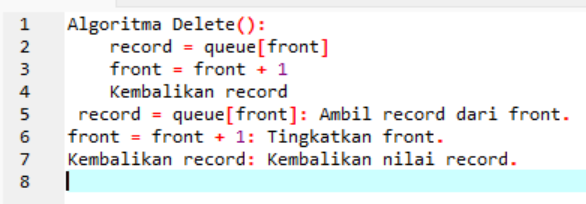 1 Algoritma Delete():
2 record = queue[front]
3 front = front + 1
4 Kembalikan record
5 record = queue[front]: Ambil record dari front.
6 front = front + 1: Tingkatkan front.
7 Kembalikan record: Kembalikan nilai record.
8